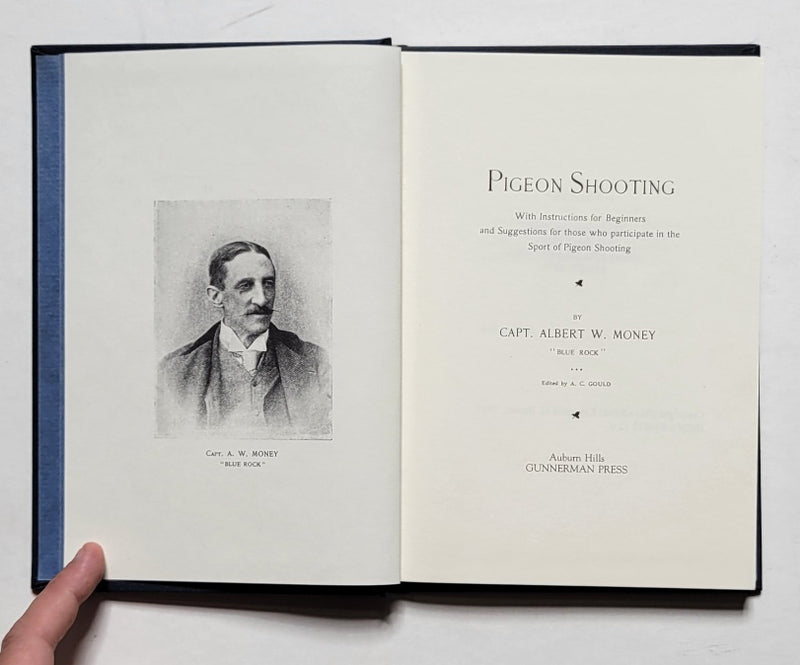 CAPT. A. W. MONEY
"BLUE ROCK"
PIGEON SHOOTING
With Instructions for Beginners
and Suggestions for those who participate in the
Sport of Pigeon Shooting
BY
CAPT. ALBERT W. MONEY
"BLUE ROCK"
...
Edited by A. C. GOULD
Auburn Hills
GUNNERMAN PRESS